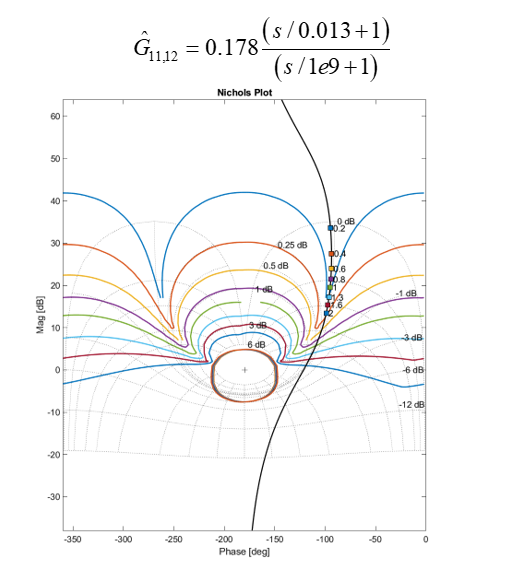 Ĝ₁₁,₁₂ = 0.178 (s / 0.013 + 1) / (s / 1e9 + 1)
Nichols Plot
60
50
40
30
20
10
0
-10
-20
-30
Mag [dB]
0 dB
0.25 dB
0.5 dB
1 dB
3 dB
6 dB
-1 dB
-3 dB
-6 dB
-12 dB
0.2
0.4
0.6
0.8
1
1.3
1.6
2
-350
-300
-250
-200
-150
-100
-50
0
Phase [deg]